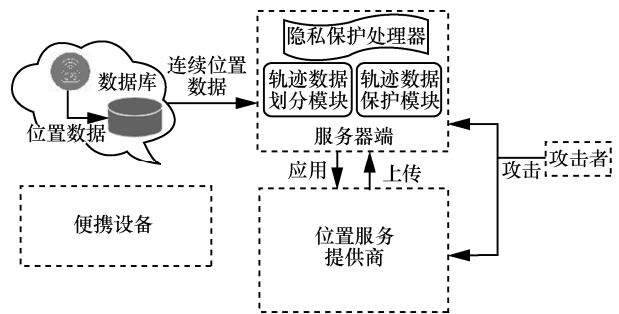 隐私保护处理器
数据库
位置数据
连续位置
数据
轨迹数据
划分模块
轨迹数据
保护模块
服务器端
应用
上传
攻击
攻击者
便携设备
位置服务
提供商